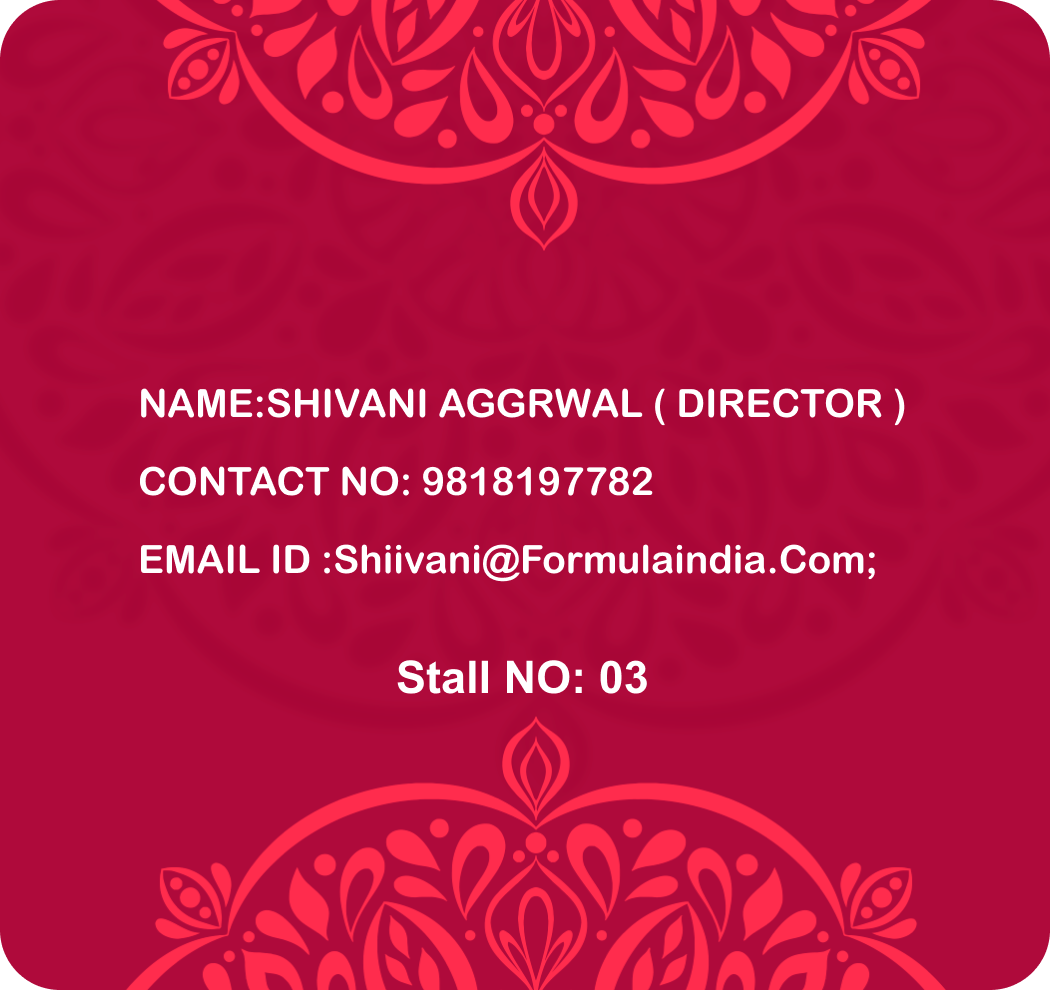 NAME:SHIVANI AGGRWAL ( DIRECTOR )
CONTACT NO: 9818197782
EMAIL ID :Shiivani@Formulaindia.Com;
Stall NO: 03